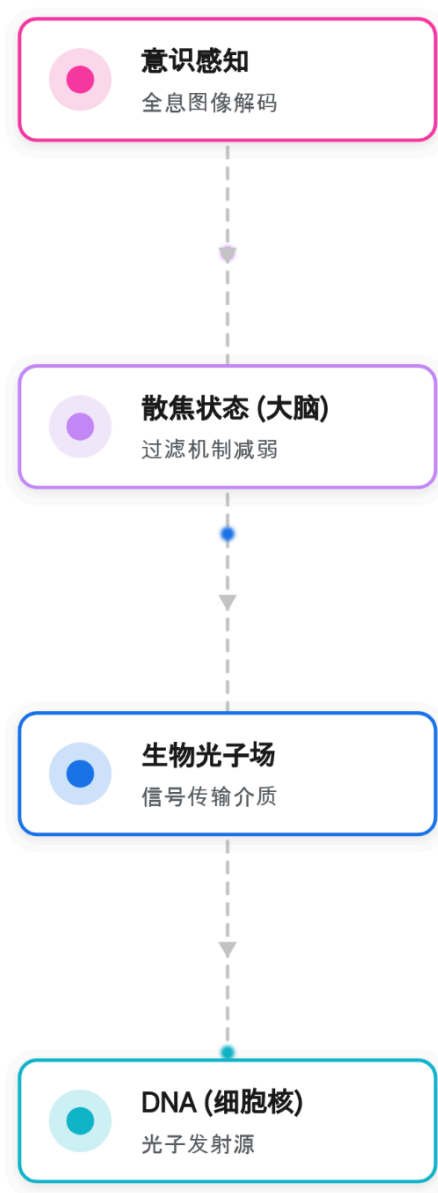 意识感知
全息图像解码
散焦状态 (大脑)
过滤机制减弱
生物光子场
信号传输介质
DNA (细胞核)
光子发射源